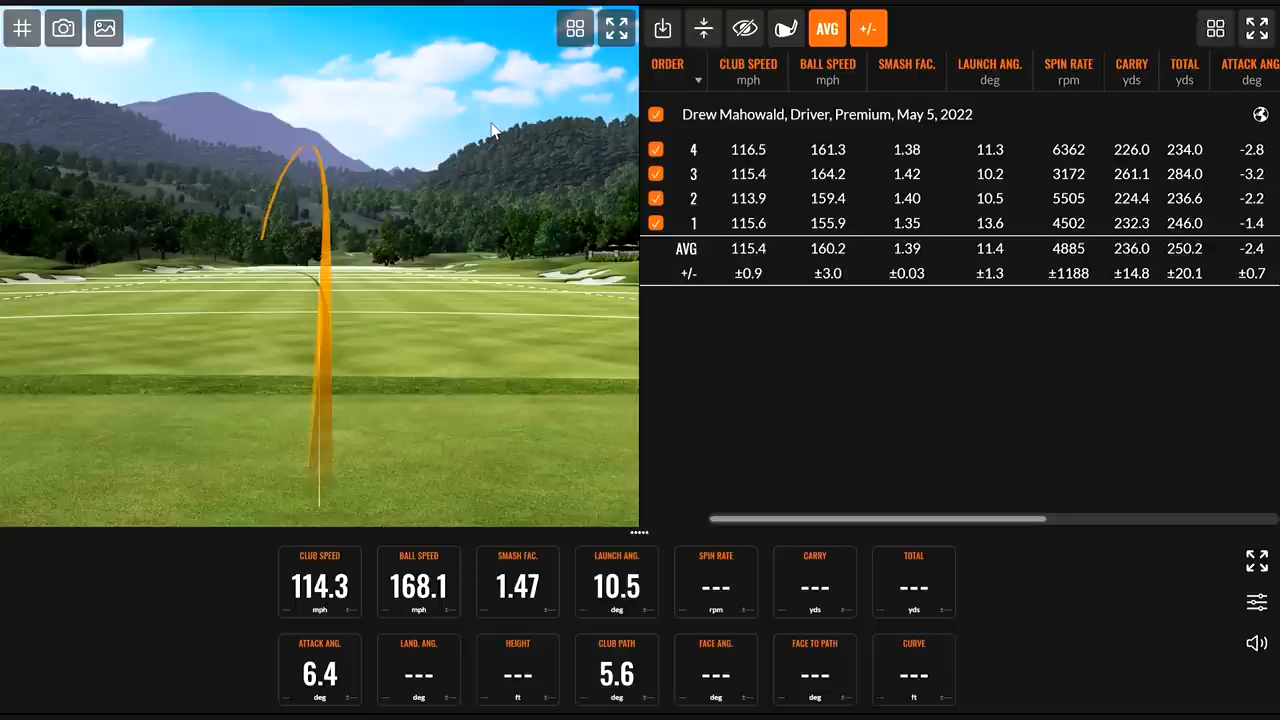 AVG +/-
ORDER CLUB SPEED BALL SPEED SMASH FAC. LAUNCH ANG. SPIN RATE CARRY TOTAL ATTACK ANG
mph mph deg rpm yds yds deg
Drew Mahowald, Driver, Premium, May 5, 2022
4 116.5 161.3 1.38 11.3 6362 226.0 234.0 -2.8
3 115.4 164.2 1.42 10.2 3172 261.1 284.0 -3.2
2 113.9 159.4 1.40 10.5 5505 224.4 236.6 -2.2
1 115.6 155.9 1.35 13.6 4502 232.3 246.0 -1.4
AVG 115.4 160.2 1.39 11.4 4885 236.0 250.2 -2.4
+/- ±0.9 ±3.0 ±0.03 ±1.3 ±1188 ±14.8 ±20.1 ±0.7
CLUB SPEED BALL SPEED SMASH FAC. LAUNCH ANG. SPIN RATE CARRY TOTAL
114.3 168.1 1.47 10.5 --- --- ---
--- mph ±--- --- mph ±--- --- ±--- --- deg ±--- --- rpm ±--- --- yds ±--- --- yds ±---
ATTACK ANG. LAND. ANG. HEIGHT CLUB PATH FACE ANG. FACE TO PATH CURVE
6.4 --- --- 5.6 --- --- ---
--- deg ±--- --- deg ±--- --- ft ±--- --- deg ±--- --- deg ±--- --- deg ±--- --- ft ±---